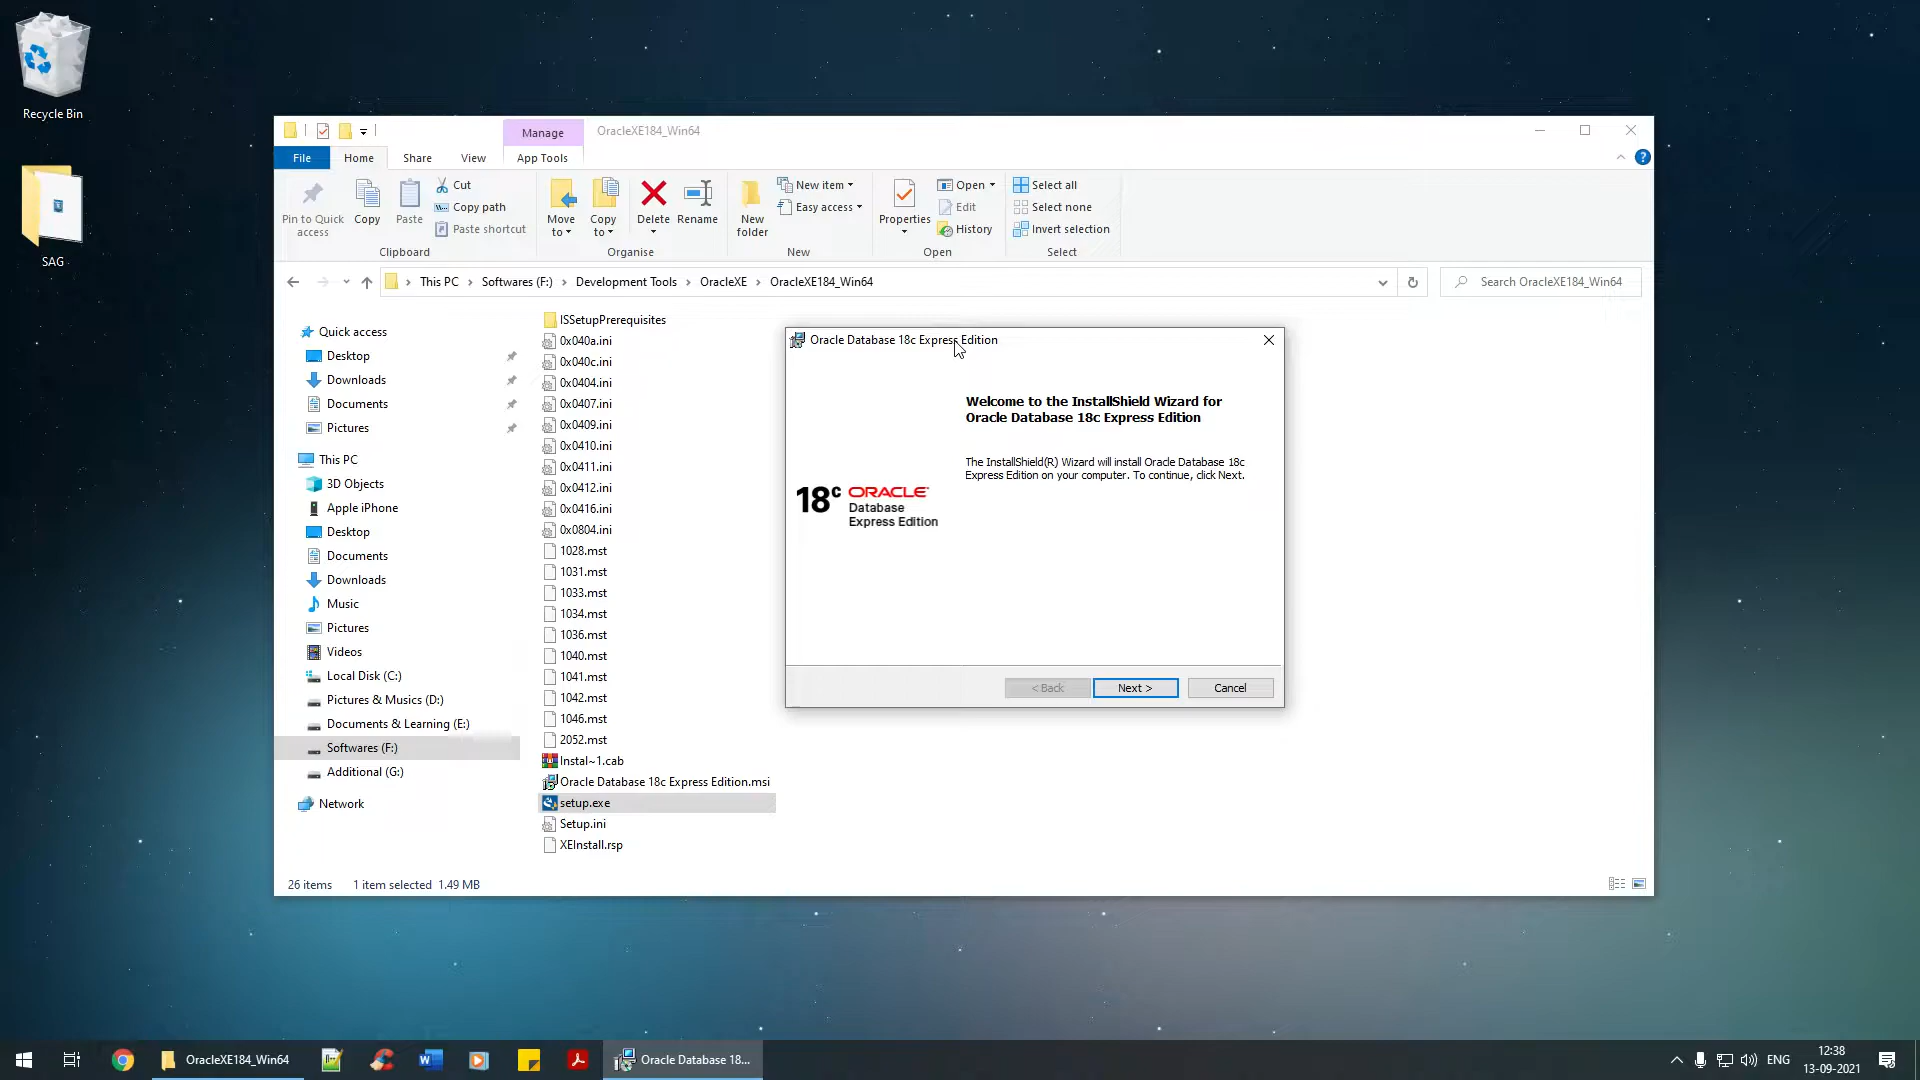 Recycle Bin
SAG
Manage
OracleXE184_Win64
File
Home
Share
View
App Tools
Pin to Quick access
Copy
Paste
Cut
Copy path
Paste shortcut
Clipboard
Move to
Copy to
Delete
Rename
Organise
New folder
New item
Easy access
New
Properties
Open
Edit
History
Open
Select all
Select none
Invert selection
Select
This PC > Softwares (F:) > Development Tools > OracleXE > OracleXE184_Win64
Search OracleXE184_Win64
Quick access
Desktop
Downloads
Documents
Pictures
This PC
3D Objects
Apple iPhone
Desktop
Documents
Downloads
Music
Pictures
Videos
Local Disk (C:)
Pictures & Musics (D:)
Documents & Learning (E:)
Softwares (F:)
Additional (G:)
Network
ISSetupPrerequisites
0x040a.ini
0x040c.ini
0x0404.ini
0x0407.ini
0x0409.ini
0x0410.ini
0x0411.ini
0x0412.ini
0x0416.ini
0x0804.ini
1028.mst
1031.mst
1033.mst
1034.mst
1036.mst
1040.mst
1041.mst
1042.mst
1046.mst
2052.mst
Instal~1.cab
Oracle Database 18c Express Edition.msi
setup.exe
Setup.ini
XEInstall.rsp
26 items
1 item selected 1.49 MB
Oracle Database 18c Express Edition
Welcome to the InstallShield Wizard for
Oracle Database 18c Express Edition
The InstallShield(R) Wizard will install Oracle Database 18c
Express Edition on your computer. To continue, click Next.
18c ORACLE
Database
Express Edition
< Back
Next >
Cancel
OracleXE184_Win64
Oracle Database 18...
ENG
12:38
13-09-2021